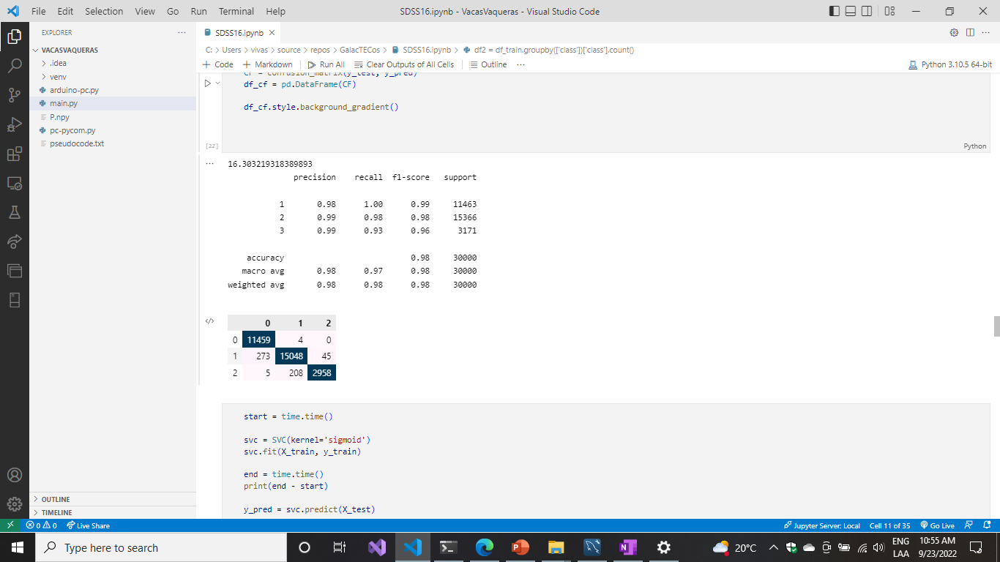 File Edit Selection View Go Run Terminal Help SDSS16.ipynb - VacasVaqueras - Visual Studio Code
EXPLORER
SDSS16.ipynb
VACASVAQUERAS
.idea
venv
arduino-pc.py
main.py
P.npy
pc-pycom.py
pseudocode.txt
OUTLINE
TIMELINE
C: > Users > vivas > source > repos > GalacTECos > SDSS16.ipynb > df2 = df_train.groupby(['class'])['class'].count()
+ Code + Markdown Run All Clear Outputs of All Cells Outline ... Python 3.10.5 64-bit
CF = confusion_matrix(y_test, y_pred)
df_cf = pd.DataFrame(CF)
df_cf.style.background_gradient()
[22] Python
16.303219318389893
precision recall f1-score support
1 0.98 1.00 0.99 11463
2 0.99 0.98 0.98 15366
3 0.99 0.93 0.96 3171
accuracy 0.98 30000
macro avg 0.98 0.97 0.98 30000
weighted avg 0.98 0.98 0.98 30000
0 1 2
0 11459 4 0
1 273 15048 45
2 5 208 2958
start = time.time()
svc = SVC(kernel='sigmoid')
svc.fit(X_train, y_train)
end = time.time()
print(end - start)
y_pred = svc.predict(X_test)
0 0 Live Share Jupyter Server: Local Cell 11 of 35 Go Live
Type here to search 20°C ENG 10:55 AM
LAA 9/23/2022